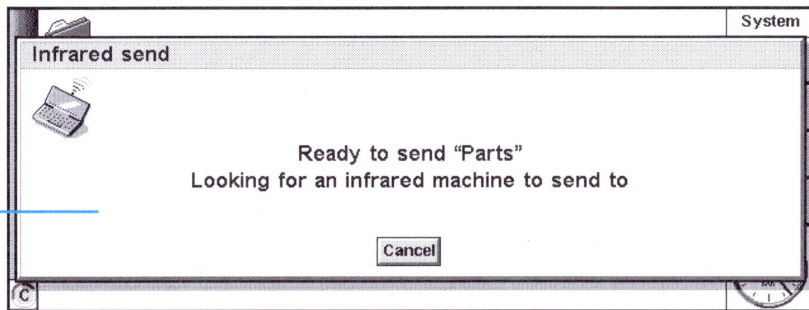 System
Infrared send
Ready to send “Parts”
Looking for an infrared machine to send to
Cancel
C